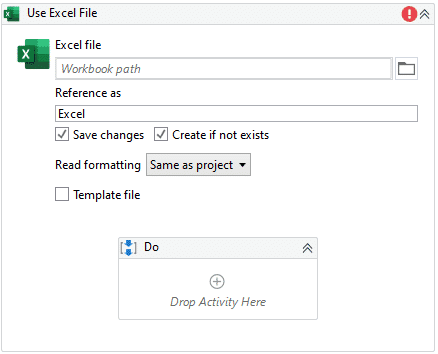 Use Excel File
Excel file
Workbook path
Reference as
Excel
Save changes Create if not exists
Read formatting Same as project
Template file
Do
Drop Activity Here